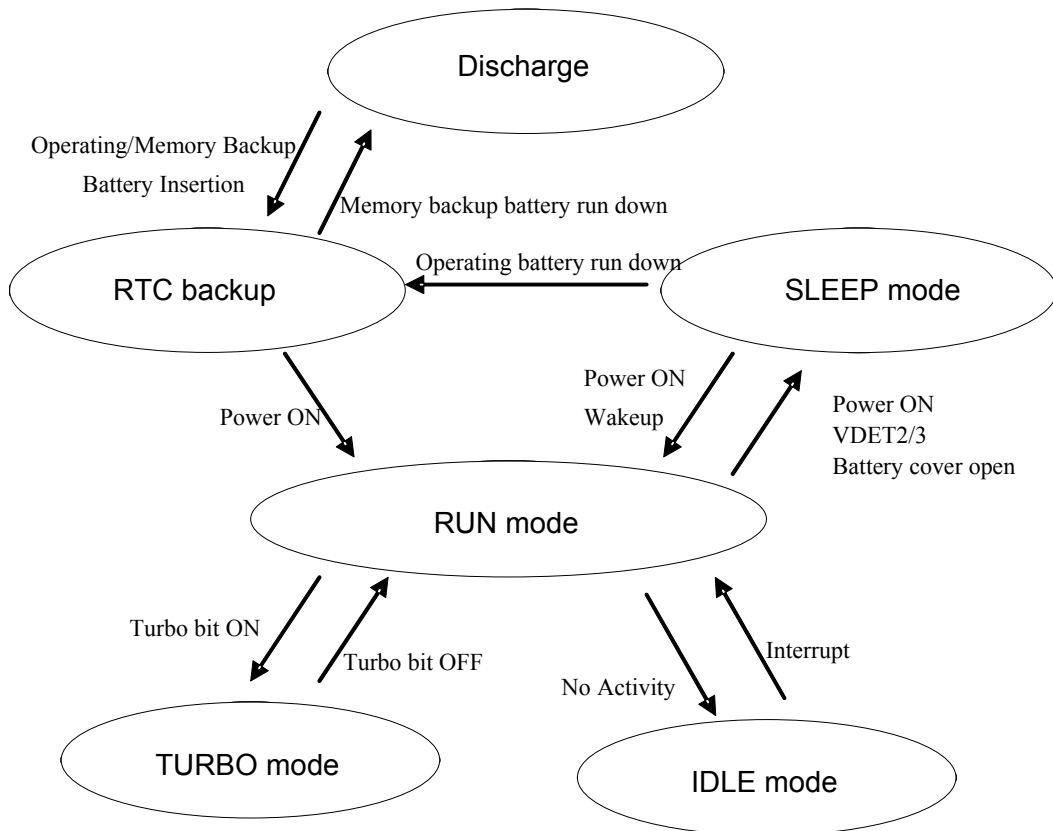 Discharge
Operating/Memory Backup
Battery Insertion
Memory backup battery run down
Operating battery run down
RTC backup
SLEEP mode
Power ON
Power ON
Wakeup
Power ON
VDET2/3
Battery cover open
RUN mode
Turbo bit ON
Turbo bit OFF
Interrupt
No Activity
TURBO mode
IDLE mode